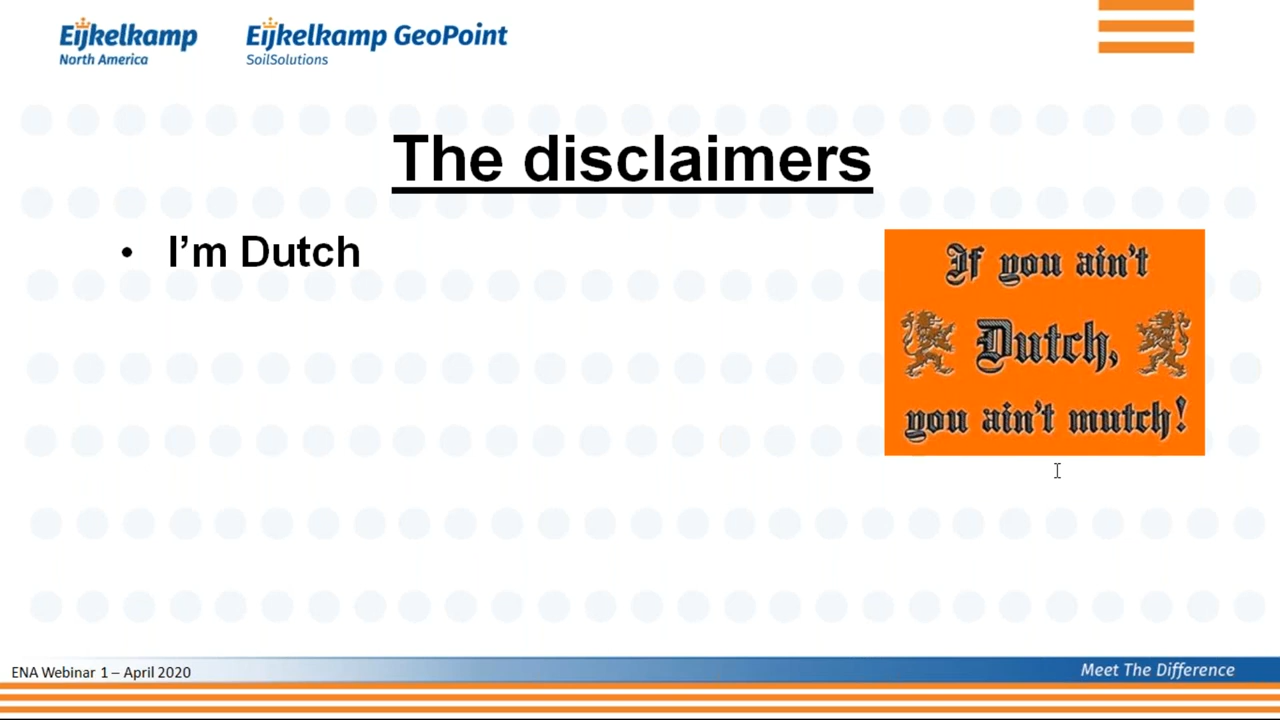 Eijkelkamp
North America
Eijkelkamp GeoPoint
SoilSolutions
The disclaimers
• I’m Dutch
If you ain't
Dutch,
you ain't mutch!
ENA Webinar 1 – April 2020
Meet The Difference